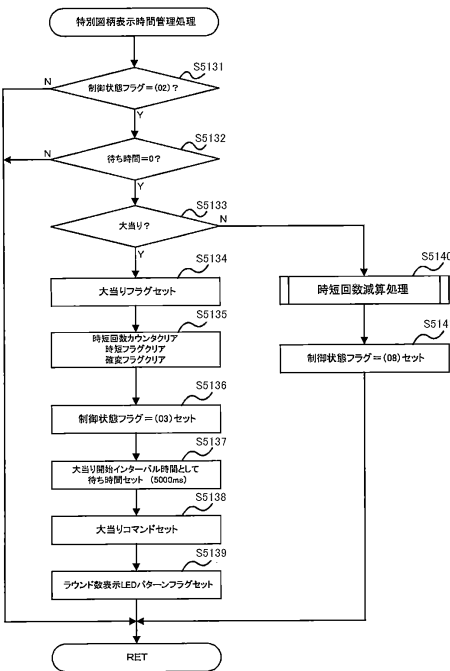 特別図柄表示時間管理処理
S5131
N
制御状態フラグ=(02)?
Y
S5132
N
待ち時間=0?
Y
S5133
大当り?
N
Y
S5134
大当りフラグセット
S5140
時短回数減算処理
S5135
時短回数カウンタクリア
時短フラグクリア
確変フラグクリア
S514
制御状態フラグ=(08)セット
S5136
制御状態フラグ=(03)セット
S5137
大当り開始インターバル時間として
待ち時間セット (5000ms)
S5138
大当りコマンドセット
S5139
ラウンド数表示LEDパターンフラグセット
RET